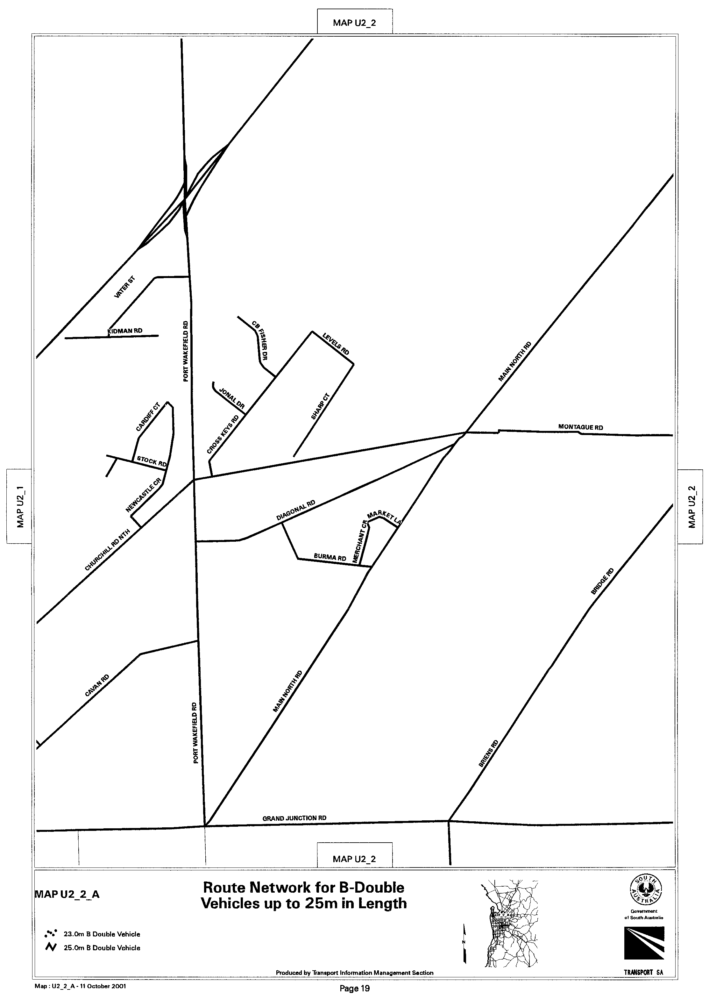 MAP U2_2
VATER ST
KIDMAN RD
PORT WAKEFIELD RD
CB FISHER DR
LEVELS RD
MAIN NORTH RD
JONAL DR
SHARP CT
CARDIFF CT
CROSS KEYS RD
MONTAGUE RD
STOCK RD
NEWCASTLE CR
MAP U2_1
MAP U2_2
DIAGONAL RD
MARKET LA
MERCHANT CR
CHURCHILL RD NTH
BURMA RD
BRIDGE RD
CAVAN RD
MAIN NORTH RD
PORT WAKEFIELD RD
BRIENS RD
GRAND JUNCTION RD
MAP U2_2
MAP U2_2_A
Route Network for B-Double
Vehicles up to 25m in Length
23.0m B Double Vehicle
25.0m B Double Vehicle
N
U2_2_A
SOUTH
AUSTRALIA
Government
of South Australia
TRANSPORT SA
Produced by Transport Information Management Section
Map : U2_2_A - 11 October 2001
Page 19